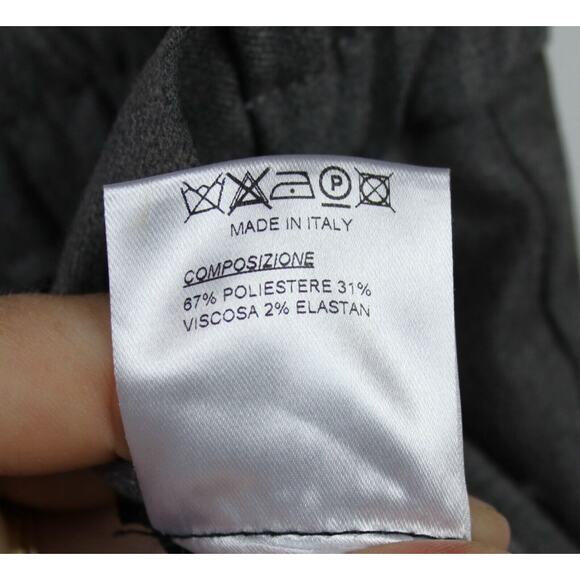 P
MADE IN ITALY
COMPOSIZIONE
67% POLIESTERE 31%
VISCOSA 2% ELASTAN